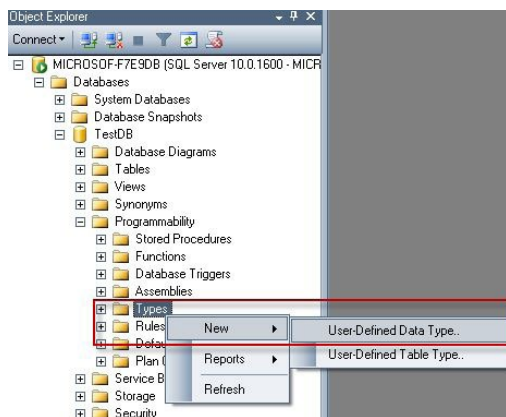 Object Explorer
Connect
MICROSOF-F7E9DB (SQL Server 10.0.1600 - MICR
Databases
System Databases
Database Snapshots
TestDB
Database Diagrams
Tables
Views
Synonyms
Programmability
Stored Procedures
Functions
Database Triggers
Assemblies
Types
Rules
New
User-Defined Data Type..
Defau
User-Defined Table Type..
Plan
Reports
Service B
Refresh
Storage
Security